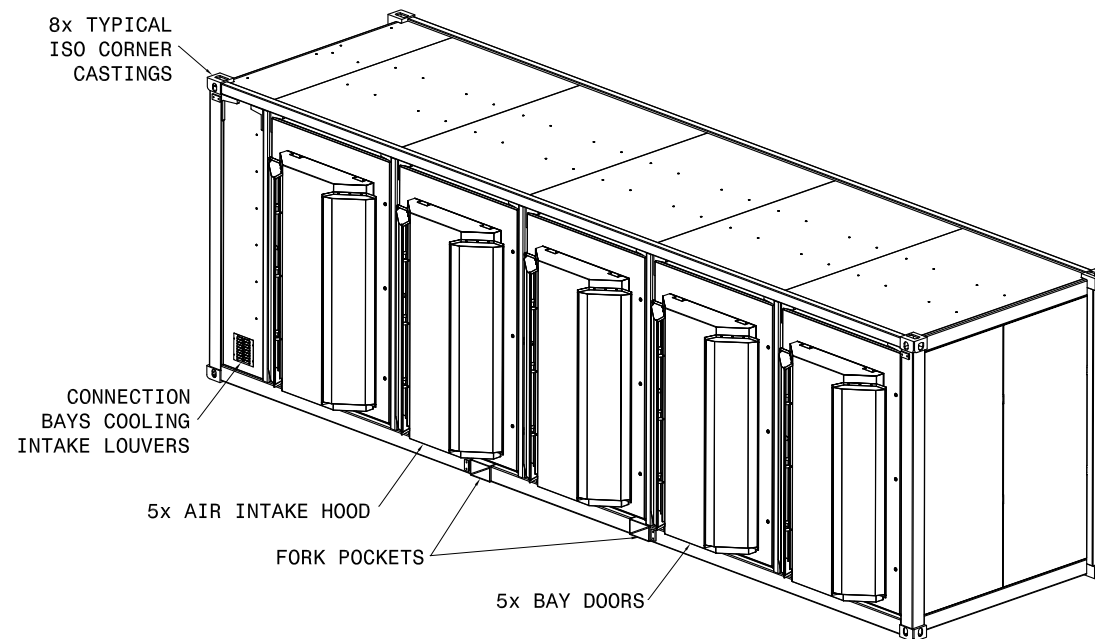 8x TYPICAL
ISO CORNER
CASTINGS
CONNECTION
BAYS COOLING
INTAKE LOUVERS
5x AIR INTAKE HOOD
FORK POCKETS
5x BAY DOORS